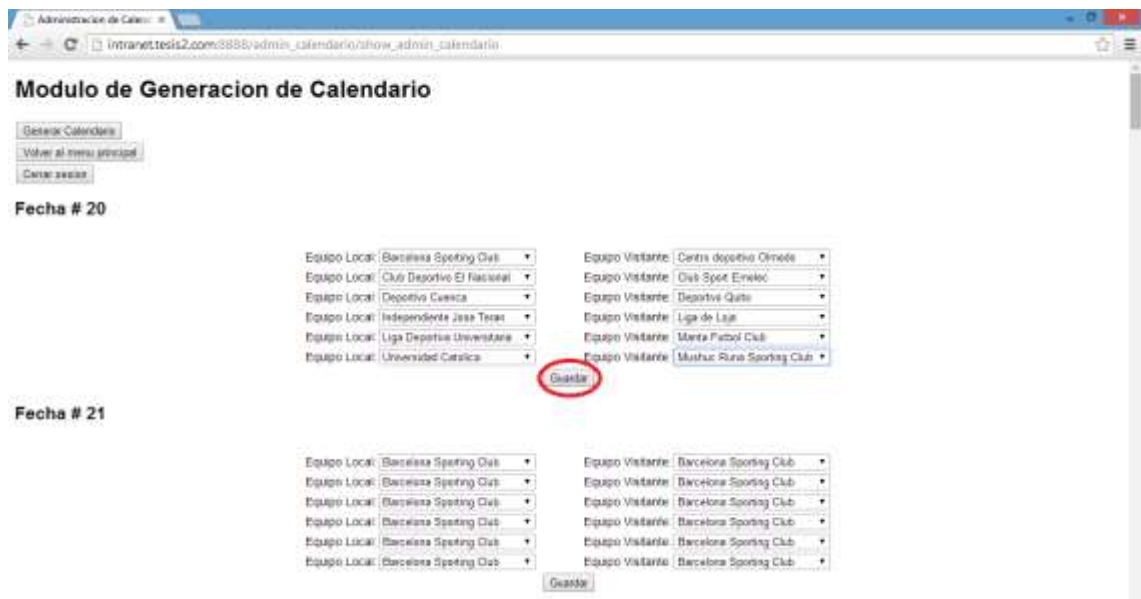 Administracion de Calen
intranet.tesis2.com:8888/admin_calendario/show_admin_calendario
Modulo de Generacion de Calendario
Generar Calendario
Volver al menu principal
Cerrar sesion
Fecha # 20
Equipo Local: Barcelona Sporting Club Equipo Visitante: Centro deportivo Olmedo
Equipo Local: Club Deportivo El Nacional Equipo Visitante: Club Sport Emelec
Equipo Local: Deportivo Cuenca Equipo Visitante: Deportivo Quito
Equipo Local: Independiente Jose Teran Equipo Visitante: Liga de Loja
Equipo Local: Liga Deportiva Universitaria Equipo Visitante: Manta Futbol Club
Equipo Local: Universidad Catolica Equipo Visitante: Mushuc Runa Sporting Club
Guardar
Fecha # 21
Equipo Local: Barcelona Sporting Club Equipo Visitante: Barcelona Sporting Club
Equipo Local: Barcelona Sporting Club Equipo Visitante: Barcelona Sporting Club
Equipo Local: Barcelona Sporting Club Equipo Visitante: Barcelona Sporting Club
Equipo Local: Barcelona Sporting Club Equipo Visitante: Barcelona Sporting Club
Equipo Local: Barcelona Sporting Club Equipo Visitante: Barcelona Sporting Club
Equipo Local: Barcelona Sporting Club Equipo Visitante: Barcelona Sporting Club
Guardar